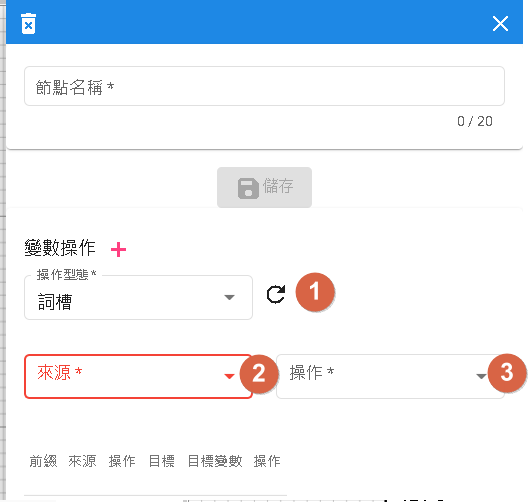 節點名稱 *
0 / 20
儲存
變數操作 +
操作型態 *
詞槽
1
來源 *
2
操作 *
3
前綴 來源 操作 目標 目標變數 操作